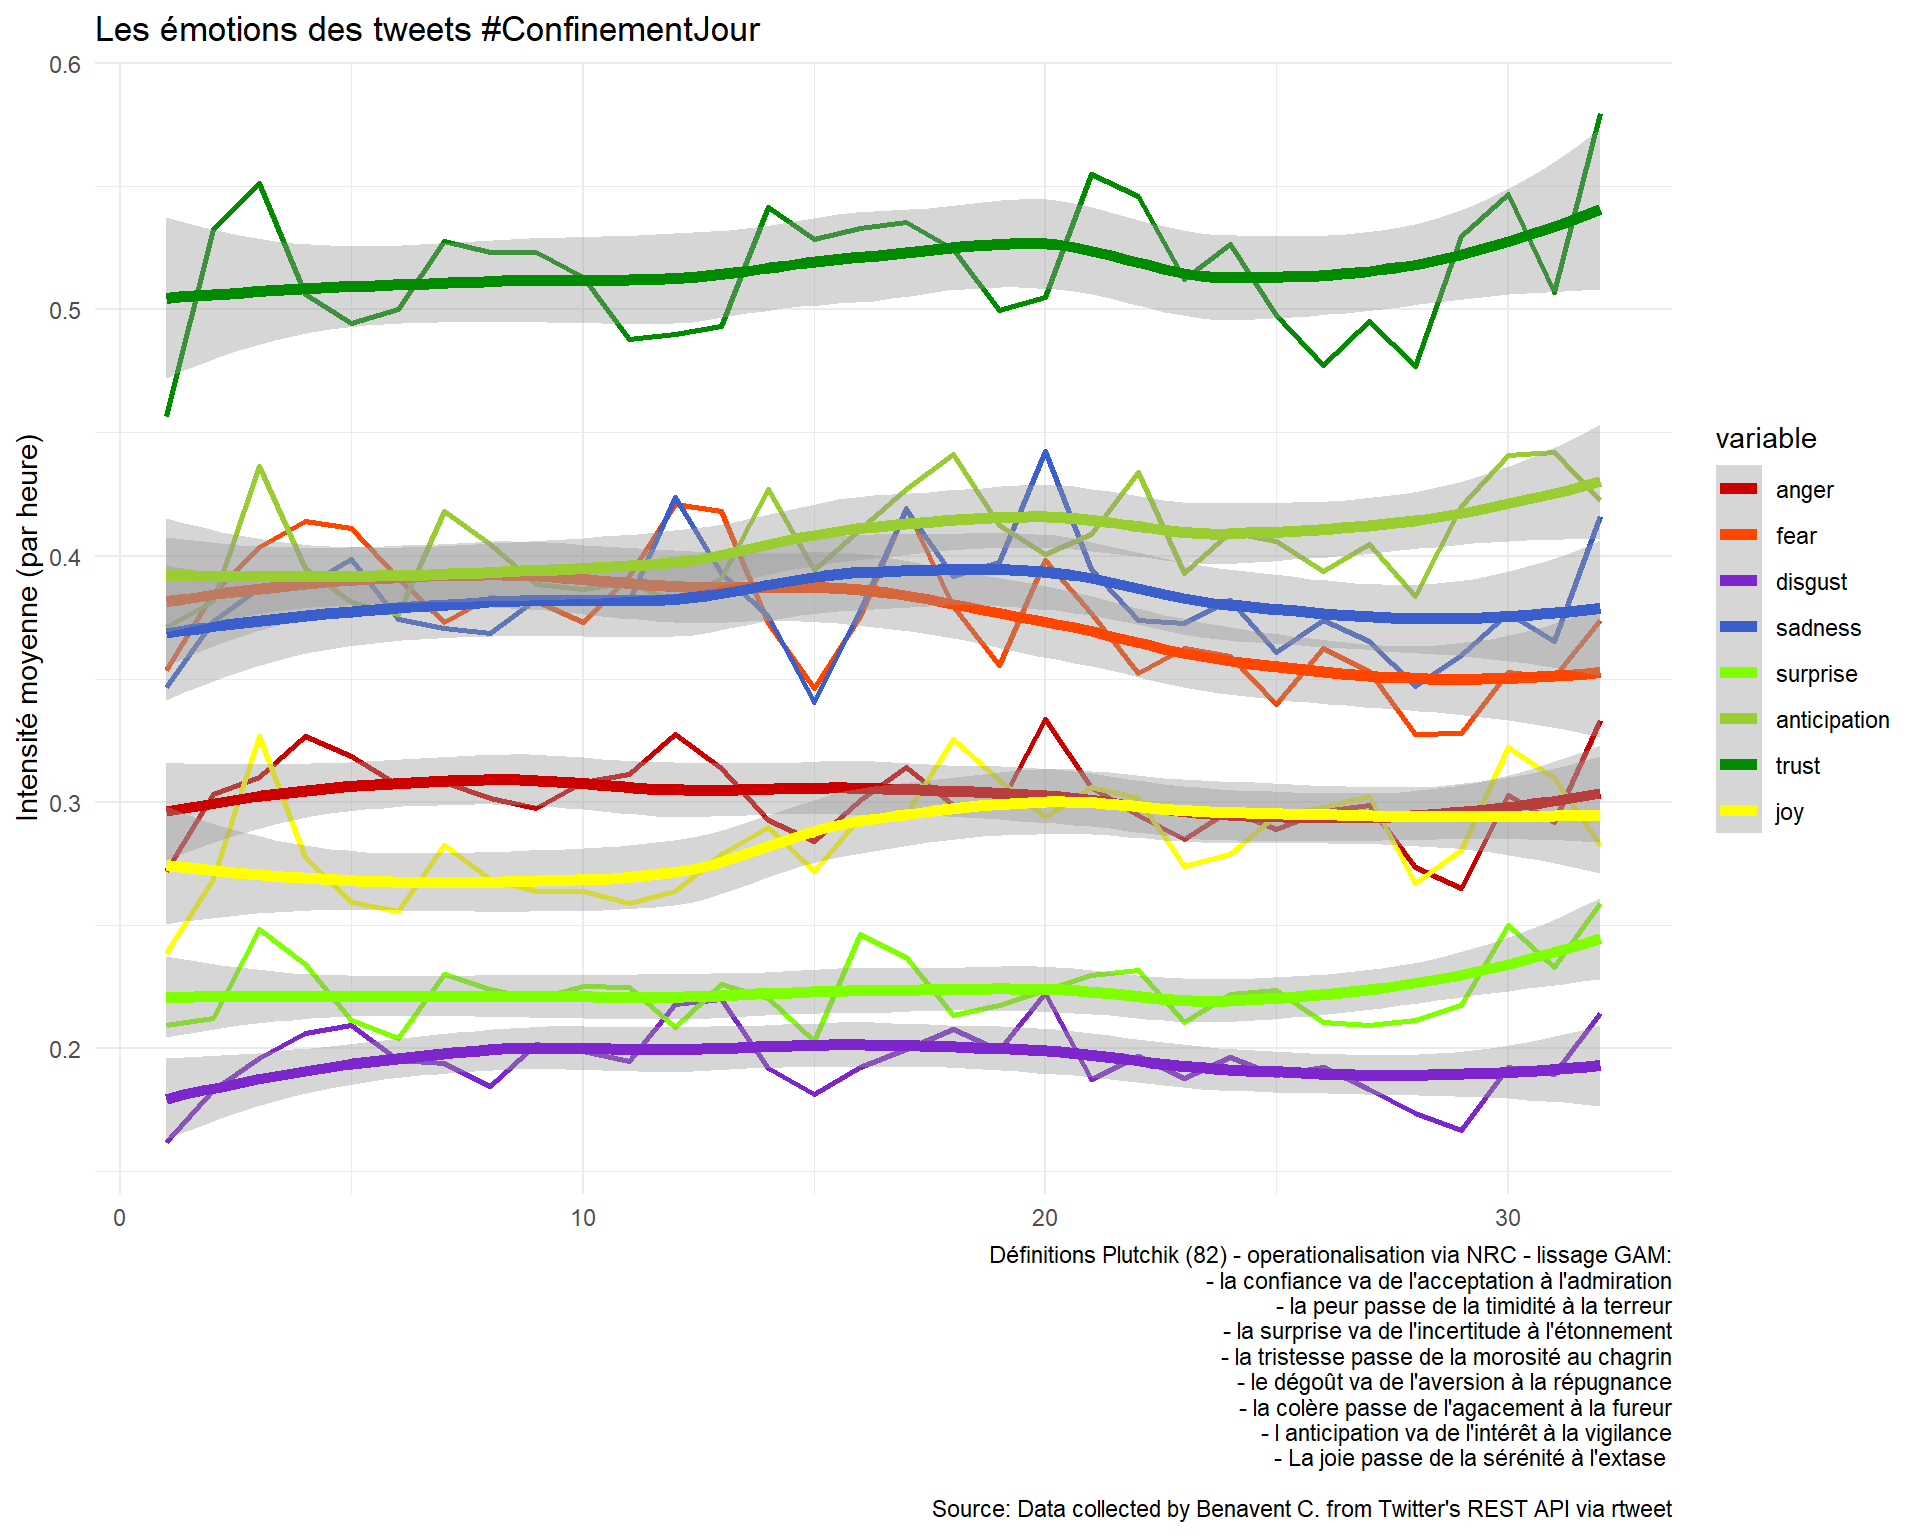 Les émotions des tweets #ConfinementJour
0.6
0.5
0.4
0.3
0.2
Intensité moyenne (par heure)
0
10
20
30
variable
anger
fear
disgust
sadness
surprise
anticipation
trust
joy
Définitions Plutchik (82) - operationalisation via NRC - lissage GAM:
- la confiance va de l'acceptation à l'admiration
- la peur passe de la timidité à la terreur
- la surprise va de l'incertitude à l'étonnement
- la tristesse passe de la morosité au chagrin
- le dégoût va de l'aversion à la répugnance
- la colère passe de l'agacement à la fureur
- l anticipation va de l'intérêt à la vigilance
- La joie passe de la sérénité à l'extase
Source: Data collected by Benavent C. from Twitter's REST API via rtweet